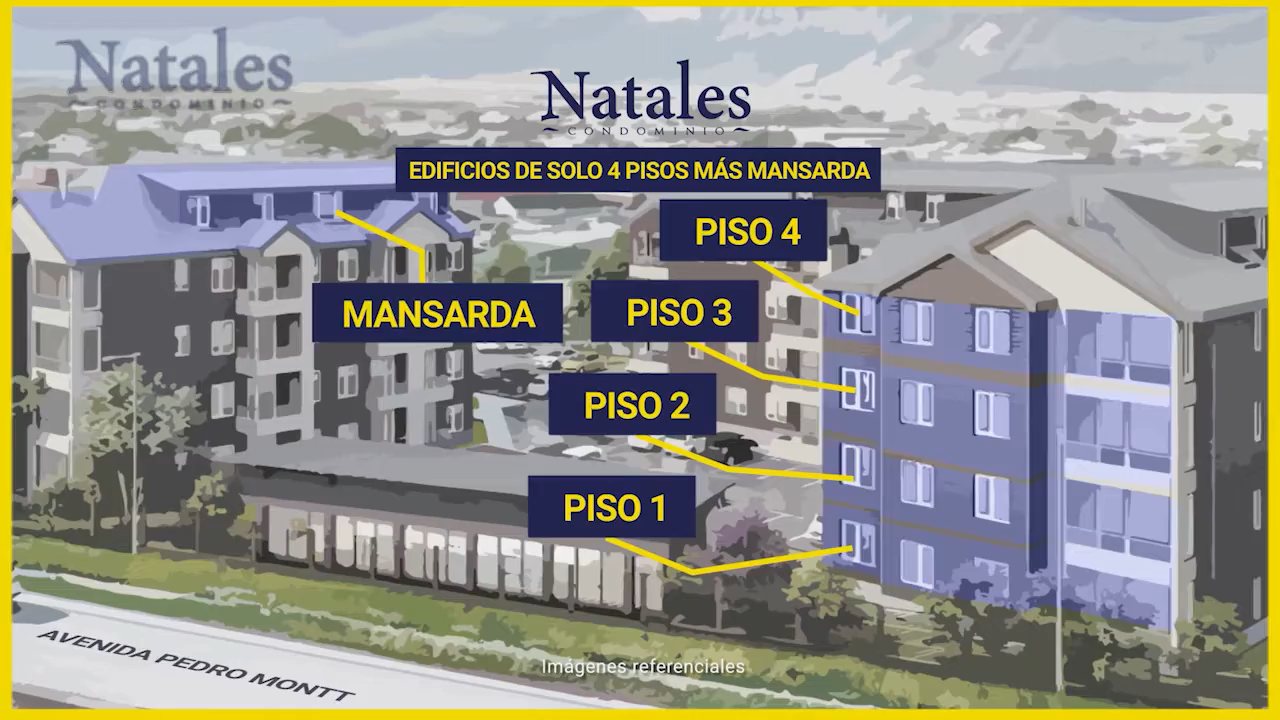 Natales
CONDOMINIO
Natales
CONDOMINIO
EDIFICIOS DE SOLO 4 PISOS MÁS MANSARDA
PISO 4
MANSARDA
PISO 3
PISO 2
PISO 1
AVENIDA PEDRO MONTT
Imágenes referenciales